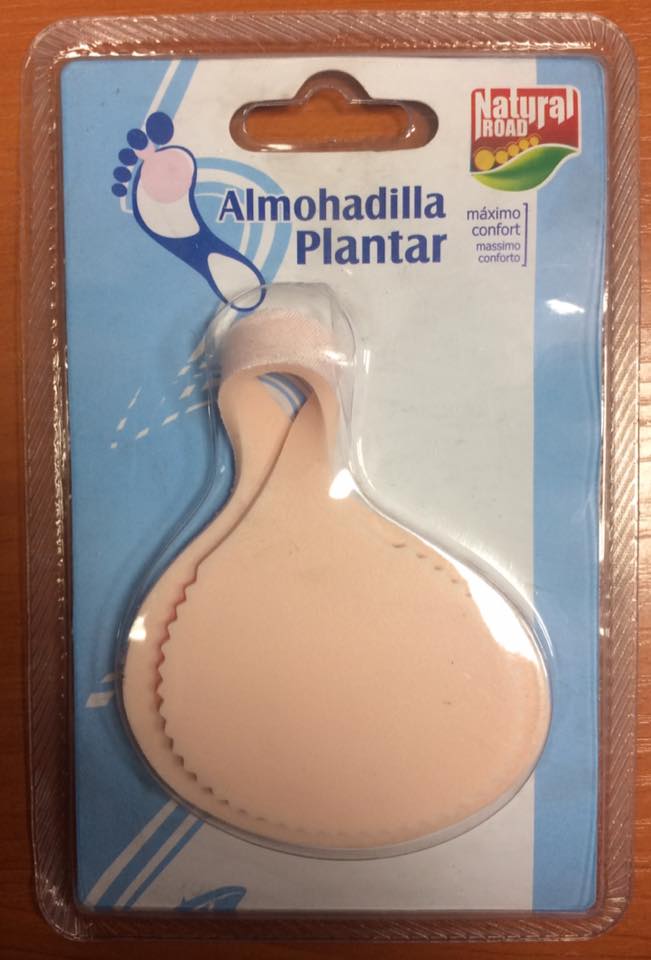 Natural
ROAD
Almohadilla
Plantar
máximo
confort
massimo
conforto